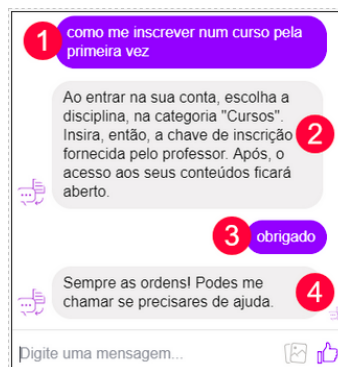 1
como me inscrever num curso pela
primeira vez
Ao entrar na sua conta, escolha a
disciplina, na categoria "Cursos".
Insira, então, a chave de inscrição
2
fornecida pelo professor. Após, o
acesso aos seus conteúdos ficará
aberto.
3
obrigado
Sempre as ordens! Podes me
chamar se precisares de ajuda.
4
Digite uma mensagem...